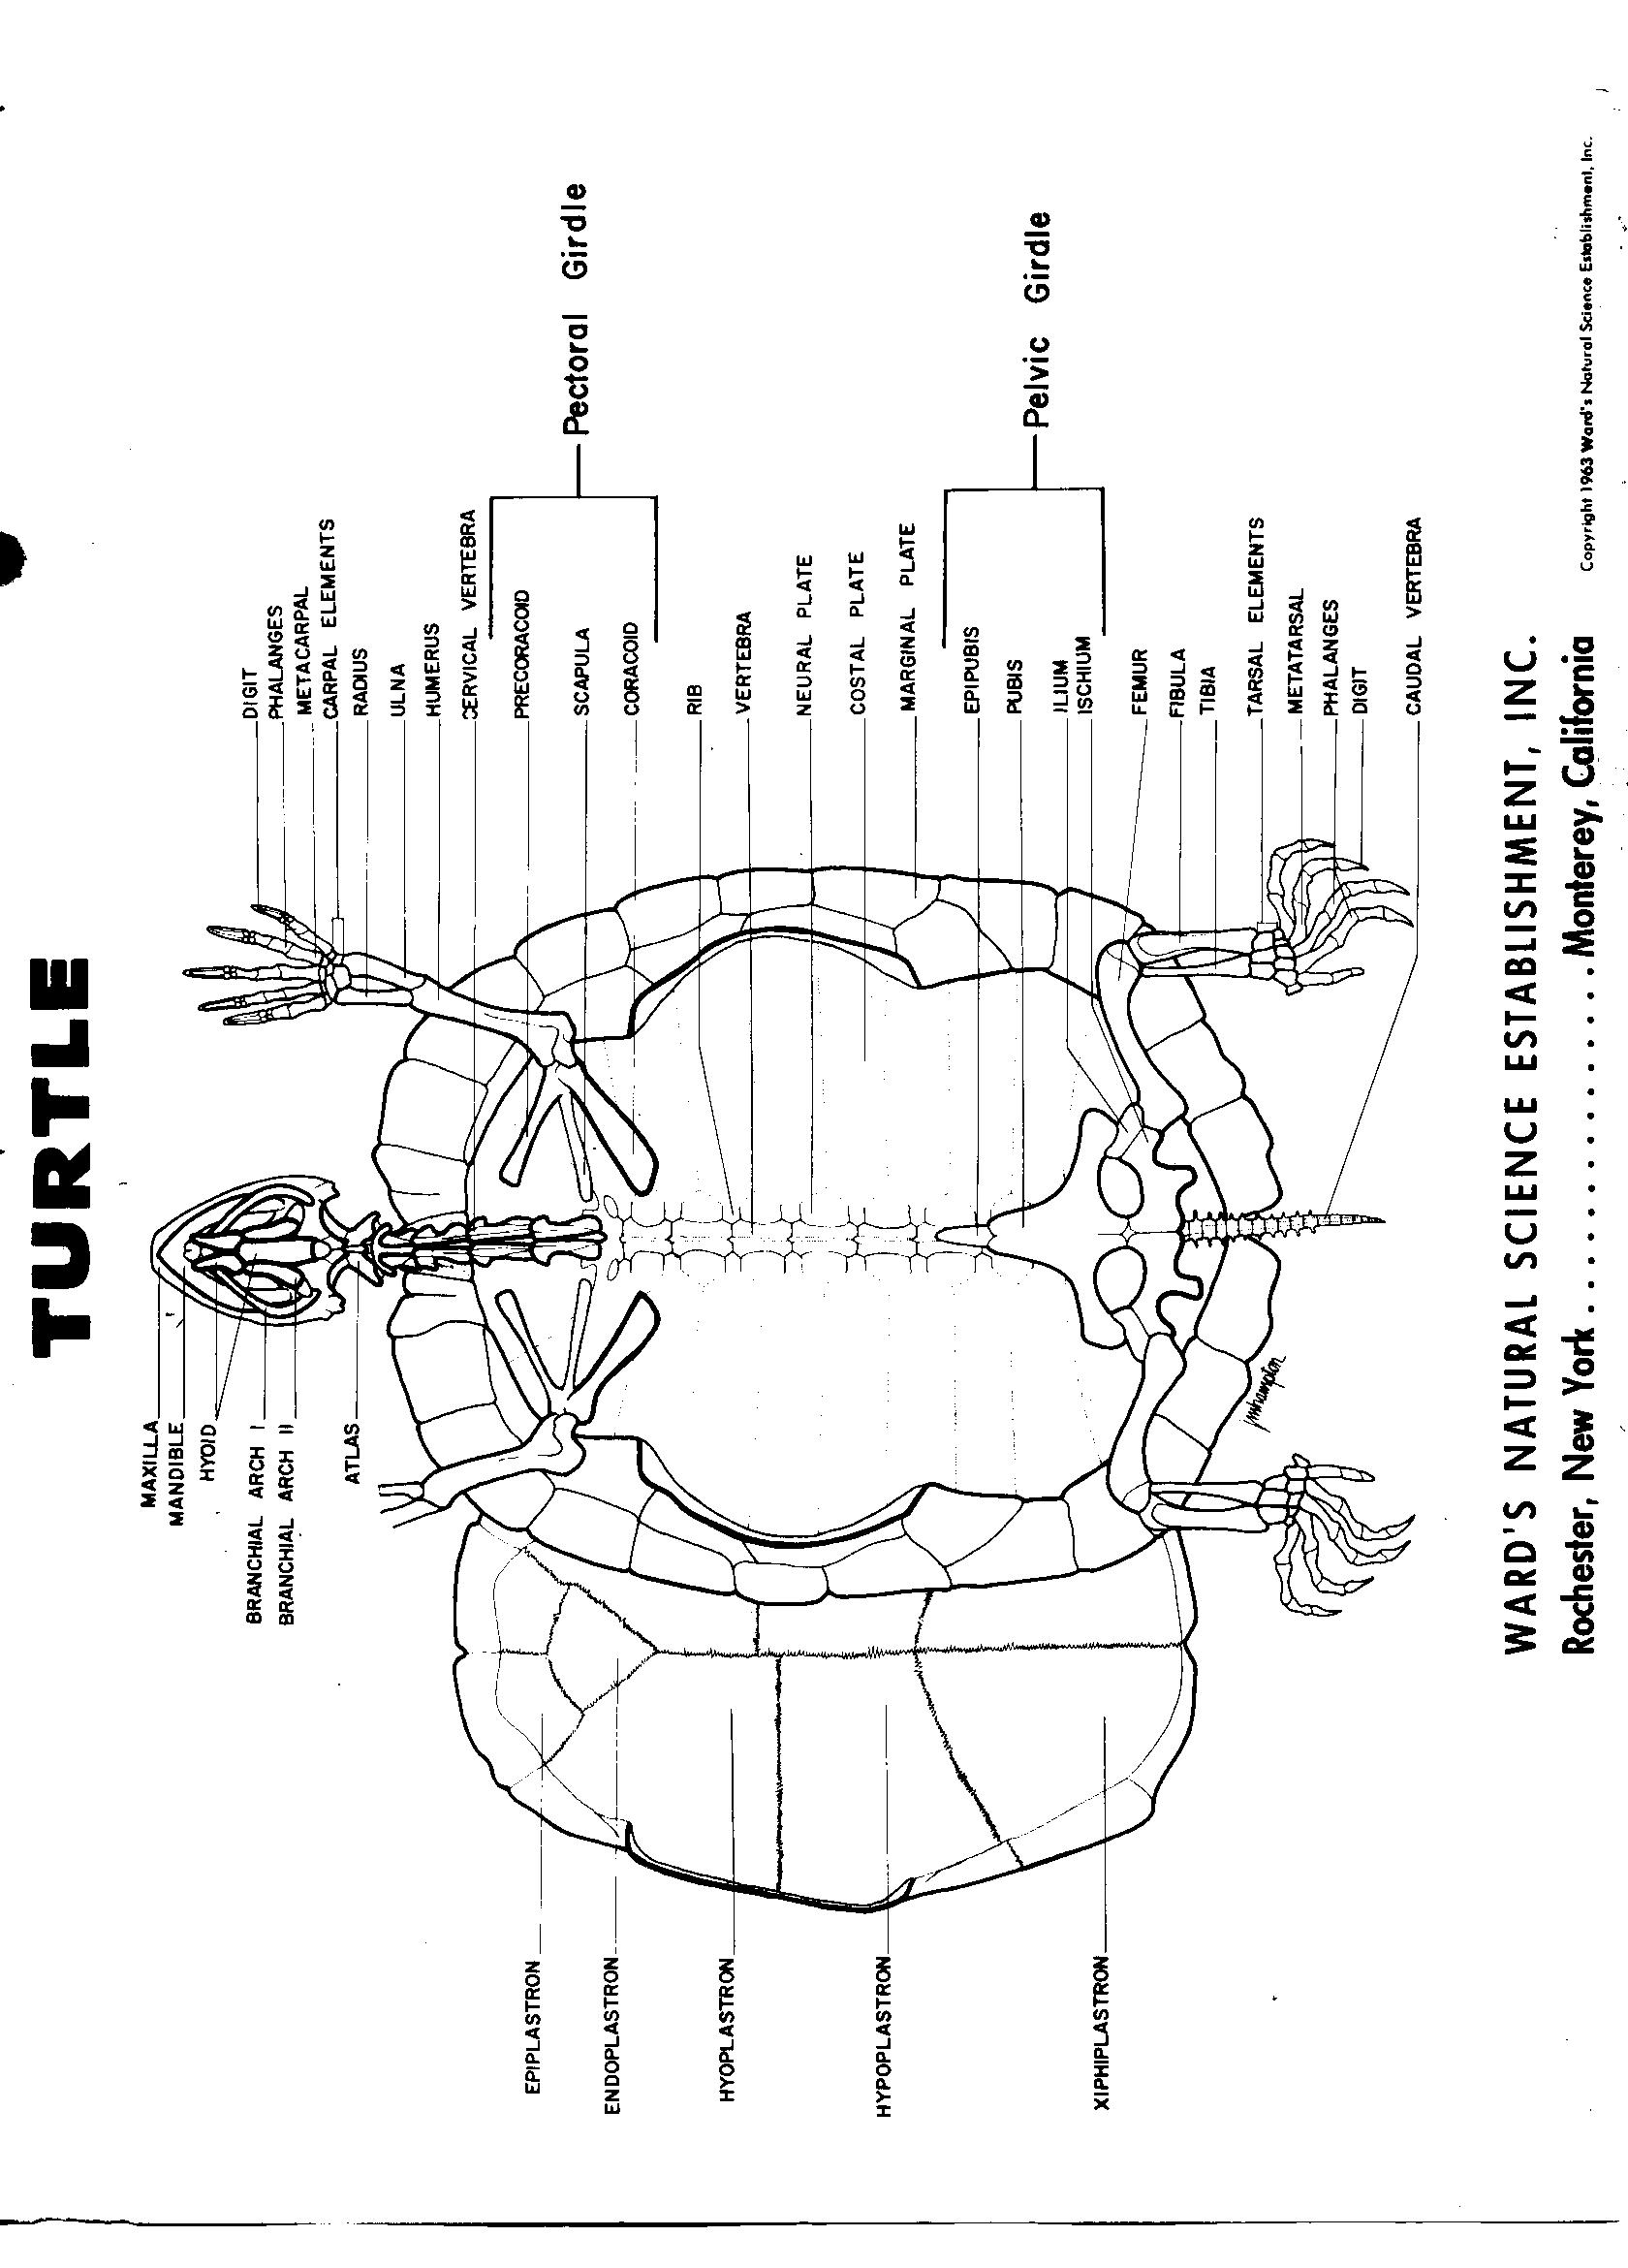 TURTLE
MAXILLA
MANDIBLE
HYOID
BRANCHIAL ARCH I
BRANCHIAL ARCH II
ATLAS
DIGIT
PHALANGES
METACARPAL
CARPAL ELEMENTS
RADIUS
ULNA
HUMERUS
CERVICAL VERTEBRA
PRECORACOID
SCAPULA
CORACOID
Pectoral Girdle
RIB
VERTEBRA
NEURAL PLATE
COSTAL PLATE
MARGINAL PLATE
EPIPUBIS
PUBIS
ILIUM
ISCHIUM
Pelvic Girdle
FEMUR
FIBULA
TIBIA
TARSAL ELEMENTS
METATARSAL
PHALANGES
DIGIT
CAUDAL VERTEBRA
EPIPLASTRON
ENDOPLASTRON
HYOPLASTRON
HYPOPLASTRON
XIPHIPLASTRON
jmhampton
WARD'S NATURAL SCIENCE ESTABLISHMENT, INC.
Rochester, New York . . . . . . . . . . . . . . . . Monterey, California
Copyright 1963 Ward's Natural Science Establishment, Inc.